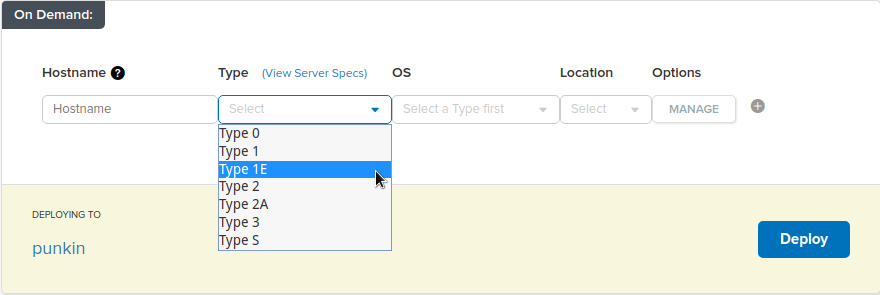 On Demand:
Hostname ? Type (View Server Specs) OS Location Options
Hostname Select Select a Type first Select MANAGE
Type 0
Type 1
Type 1E
Type 2
Type 2A
Type 3
Type S
DEPLOYING TO
punkin
Deploy